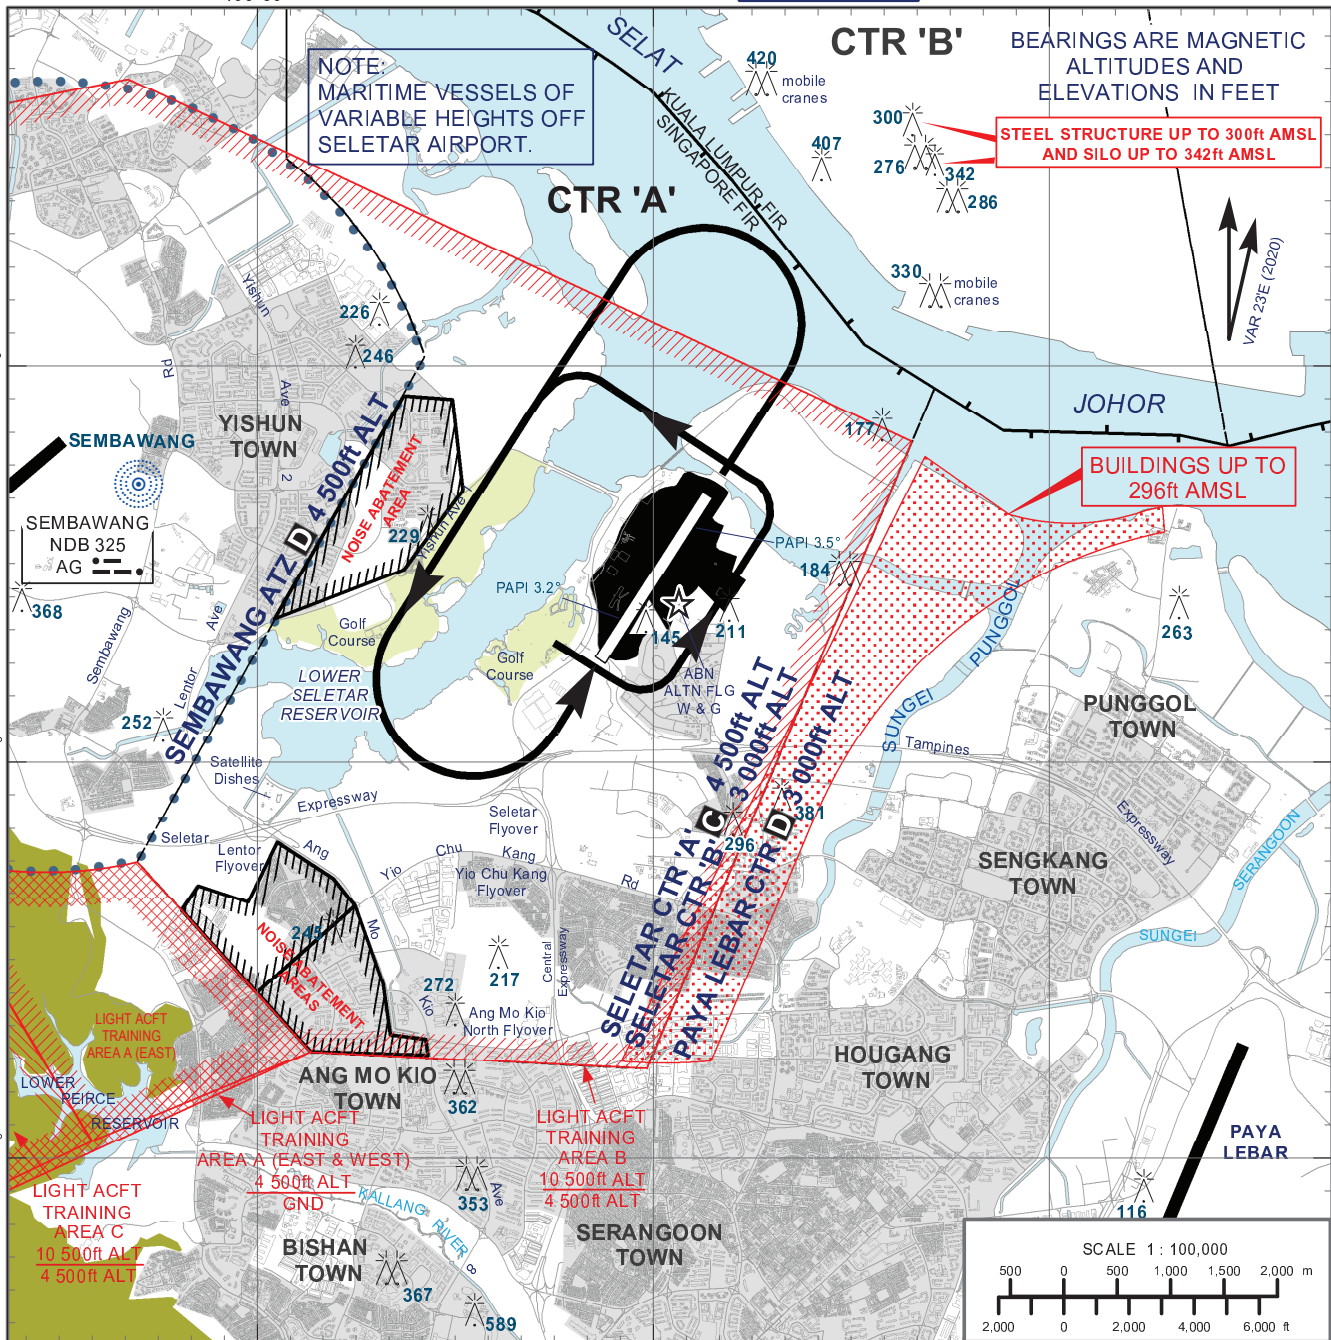 SELAT
CTR 'B'
BEARINGS ARE MAGNETIC
ALTITUDES AND
ELEVATIONS IN FEET
NOTE:
MARITIME VESSELS OF
VARIABLE HEIGHTS OFF
SELETAR AIRPORT.
420
mobile
cranes
KUALA LUMPUR FIR
SINGAPORE FIR
407
300
276
342
286
STEEL STRUCTURE UP TO 300ft AMSL
AND SILO UP TO 342ft AMSL
CTR 'A'
330
mobile
cranes
VAR 23'E (2020)
Yishun
226
246
Rd
Ave
2
YISHUN
TOWN
SEMBAWANG
SEMBAWANG
NDB 325
AG
368
SEMBAWANG ATZ D 4 500ft ALT
NOISE ABATEMENT
AREA
229
Yishun Ave 1
177
JOHOR
BUILDINGS UP TO
296ft AMSL
PAPI 3.5°
184
PAPI 3.2°
145
211
ABN
ALTN FLG
W & G
Golf
Course
Golf
Course
LOWER
SELETAR
RESERVOIR
Sembawang
Ave
Lentor
252
Satellite
Dishes
Expressway
Seletar
Lentor
Flyover
Ang
Mo
Kio
Yio
Chu
Kang
Rd
Seletar
Flyover
Yio Chu Kang
Flyover
Central
Expressway
SUNGEI
PUNGGOL
263
PUNGGOL
TOWN
Tampines
Expressway
SENGKANG
TOWN
SERANGOON
SUNGEI
381
296
SELETAR CTR 'A' C 4 500ft ALT
SELETAR CTR 'B' 3 000ft ALT
PAYA LEBAR CTR D 3 000ft ALT
245
NOISE ABATEMENT
AREAS
217
272
Ang Mo Kio
North Flyover
LIGHT ACFT
TRAINING
AREA A (EAST)
LOWER
PEIRCE
RESERVOIR
ANG MO KIO
TOWN
362
HOUGANG
TOWN
LIGHT ACFT
TRAINING
AREA A (EAST & WEST)
4 500ft ALT
GND
LIGHT ACFT
TRAINING
AREA B
10 500ft ALT
4 500ft ALT
LIGHT ACFT
TRAINING
AREA C
10 500ft ALT
4 500ft ALT
KALLANG
RIVER
353
Ave
8
BISHAN
TOWN
367
589
SERANGOON
TOWN
PAYA
LEBAR
116
SCALE 1 : 100,000
500 0 500 1,000 1,500 2,000 m
2,000 0 2,000 4,000 6,000 ft